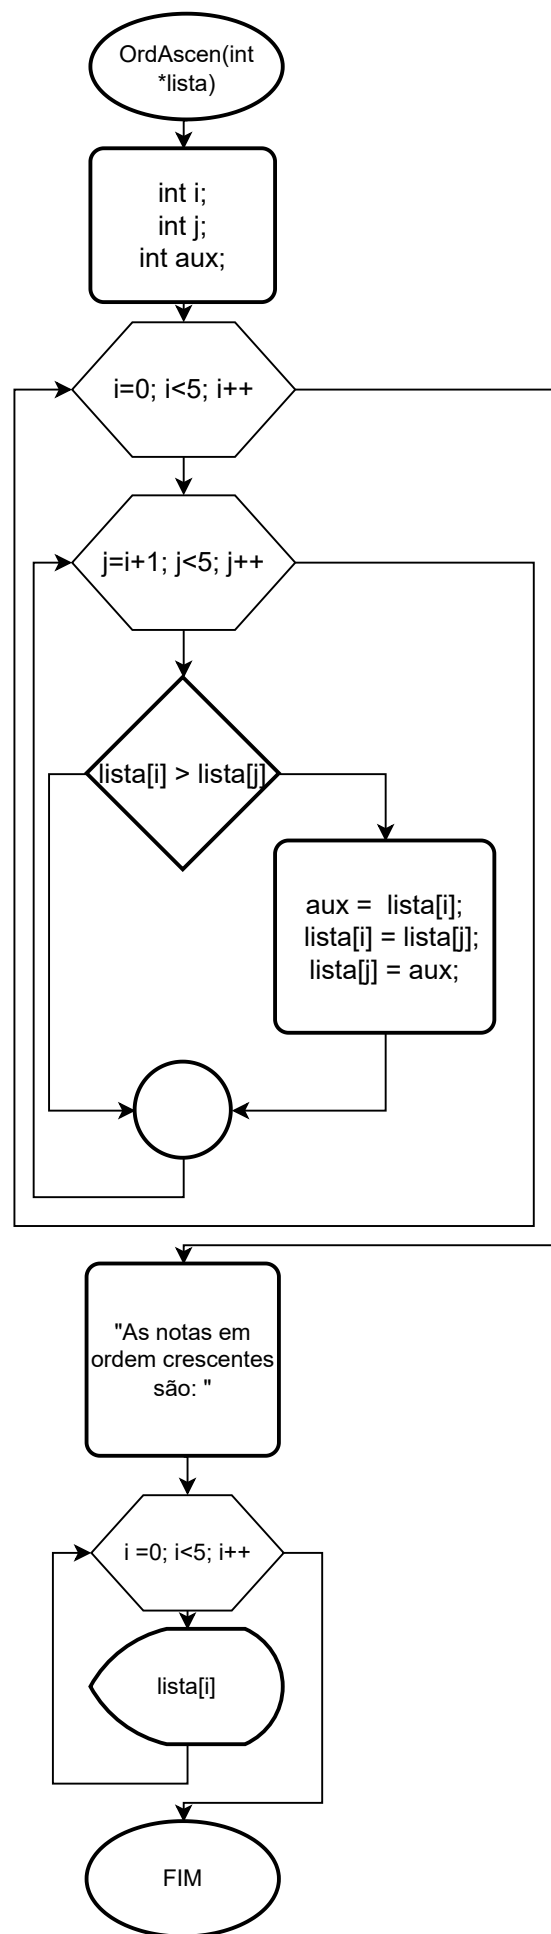 OrdAscen(int
*lista)
int i;
int j;
int aux;
i=0; i<5; i++
j=i+1; j<5; j++
lista[i] > lista[j]
aux =  lista[i];
lista[i] = lista[j];
lista[j] = aux;
"As notas em
ordem crescentes
são: "
i =0; i<5; i++
lista[i]
FIM